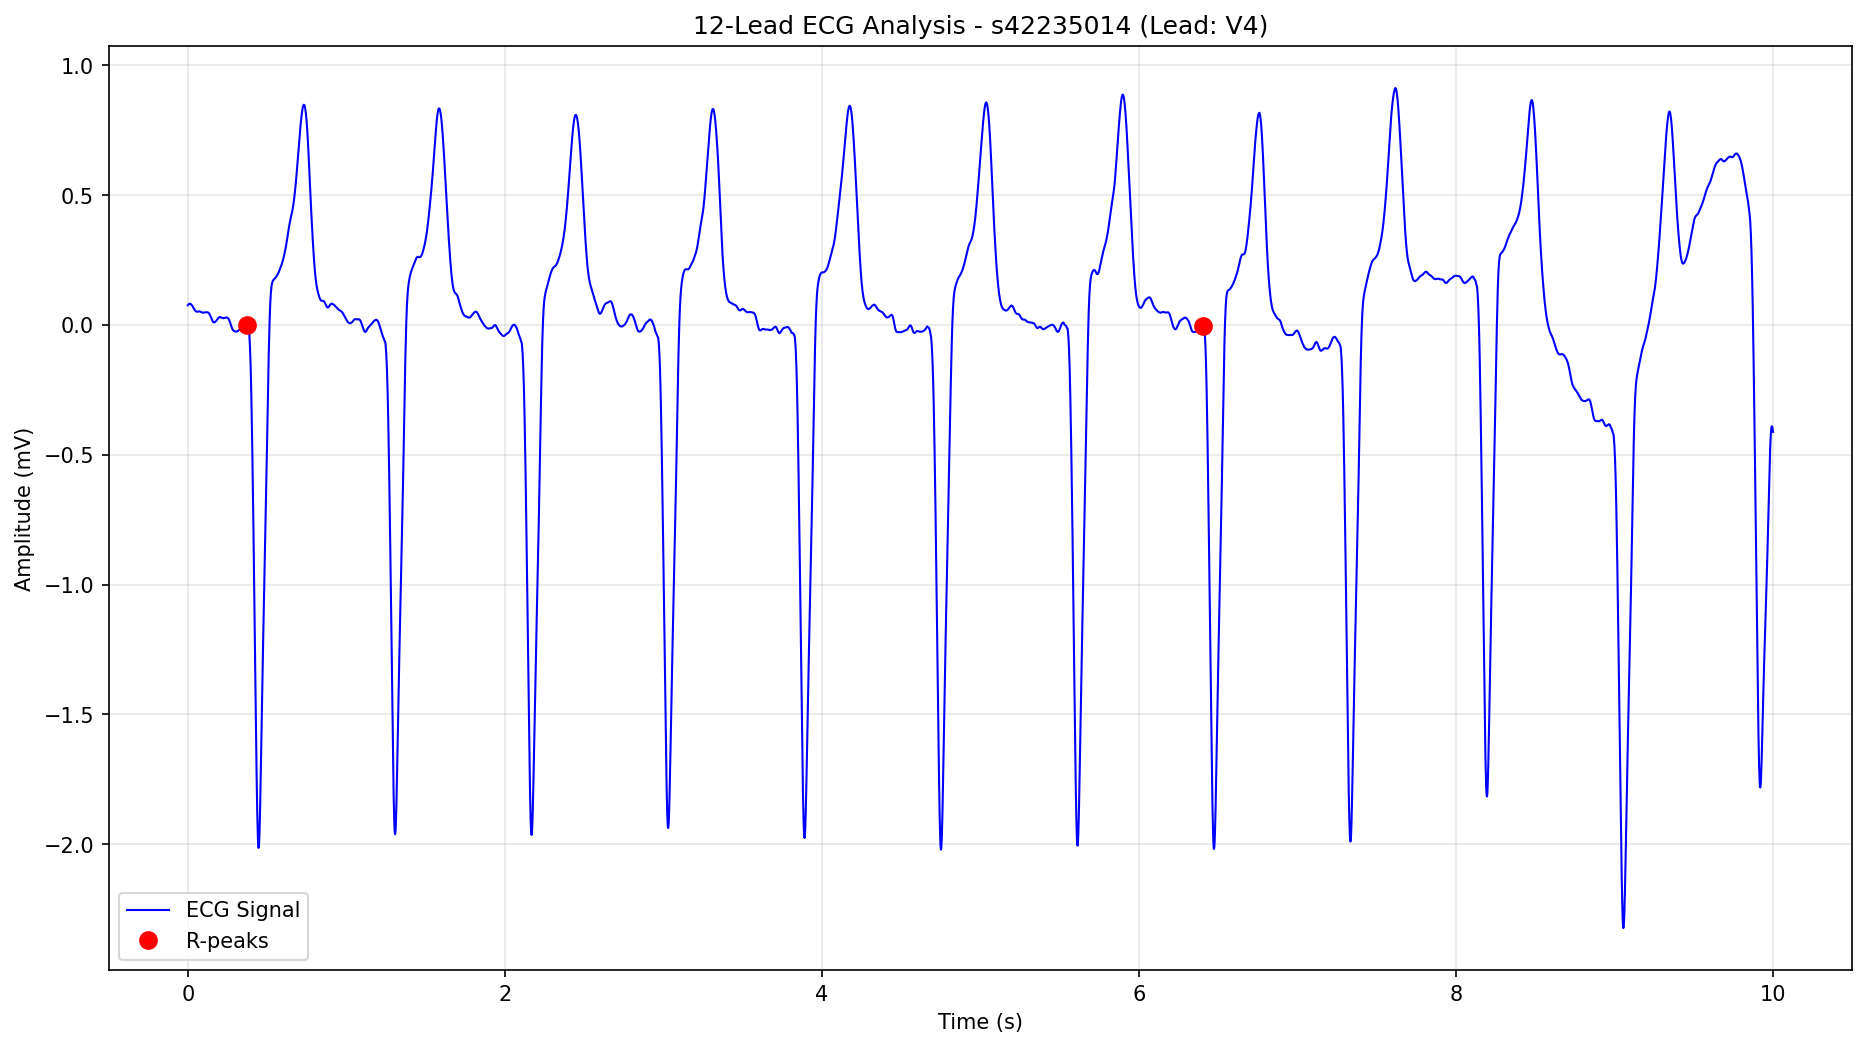 12-Lead ECG Analysis - s42235014 (Lead: V4)
Amplitude (mV)
1.0
0.5
0.0
−0.5
−1.0
−1.5
−2.0
ECG Signal
R-peaks
0 2 4 6 8 10
Time (s)